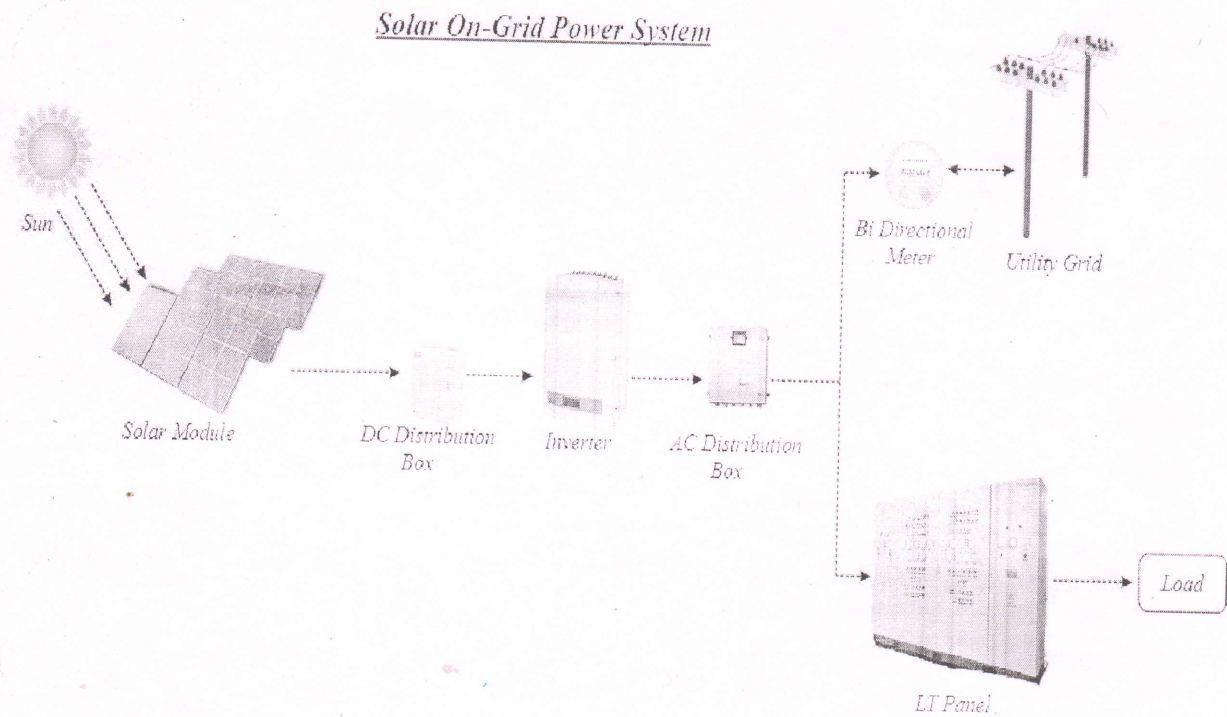 Solar On-Grid Power System
Sun
Bi Directional
Meter
Utility Grid
Solar Module
DC Distribution
Box
Inverter
AC Distribution
Box
Load
LT Panel